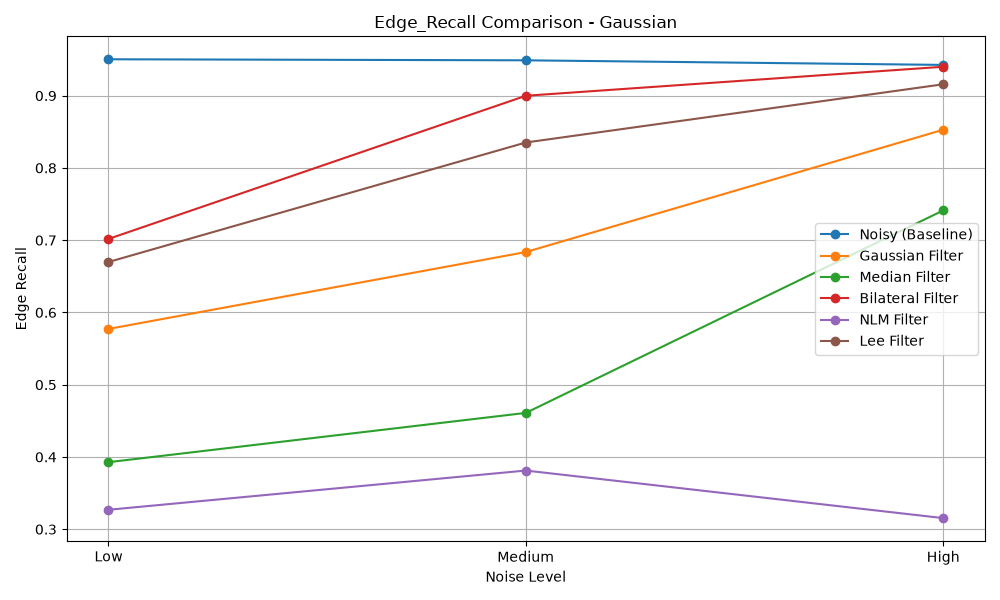 Edge_Recall Comparison - Gaussian
Edge Recall
0.9
0.8
0.7
0.6
0.5
0.4
0.3
Noisy (Baseline)
Gaussian Filter
Median Filter
Bilateral Filter
NLM Filter
Lee Filter
Low
Medium
High
Noise Level